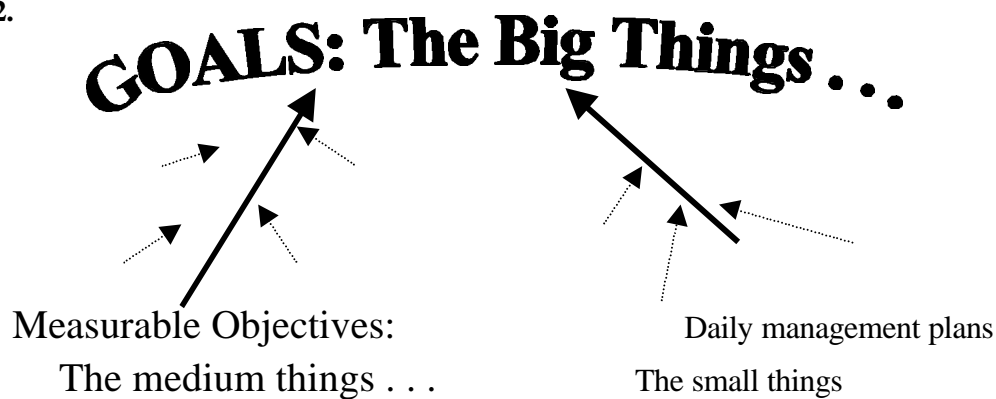 2.
GOALS: The Big Things . . .
Measurable Objectives:
Daily management plans
The medium things . . .
The small things